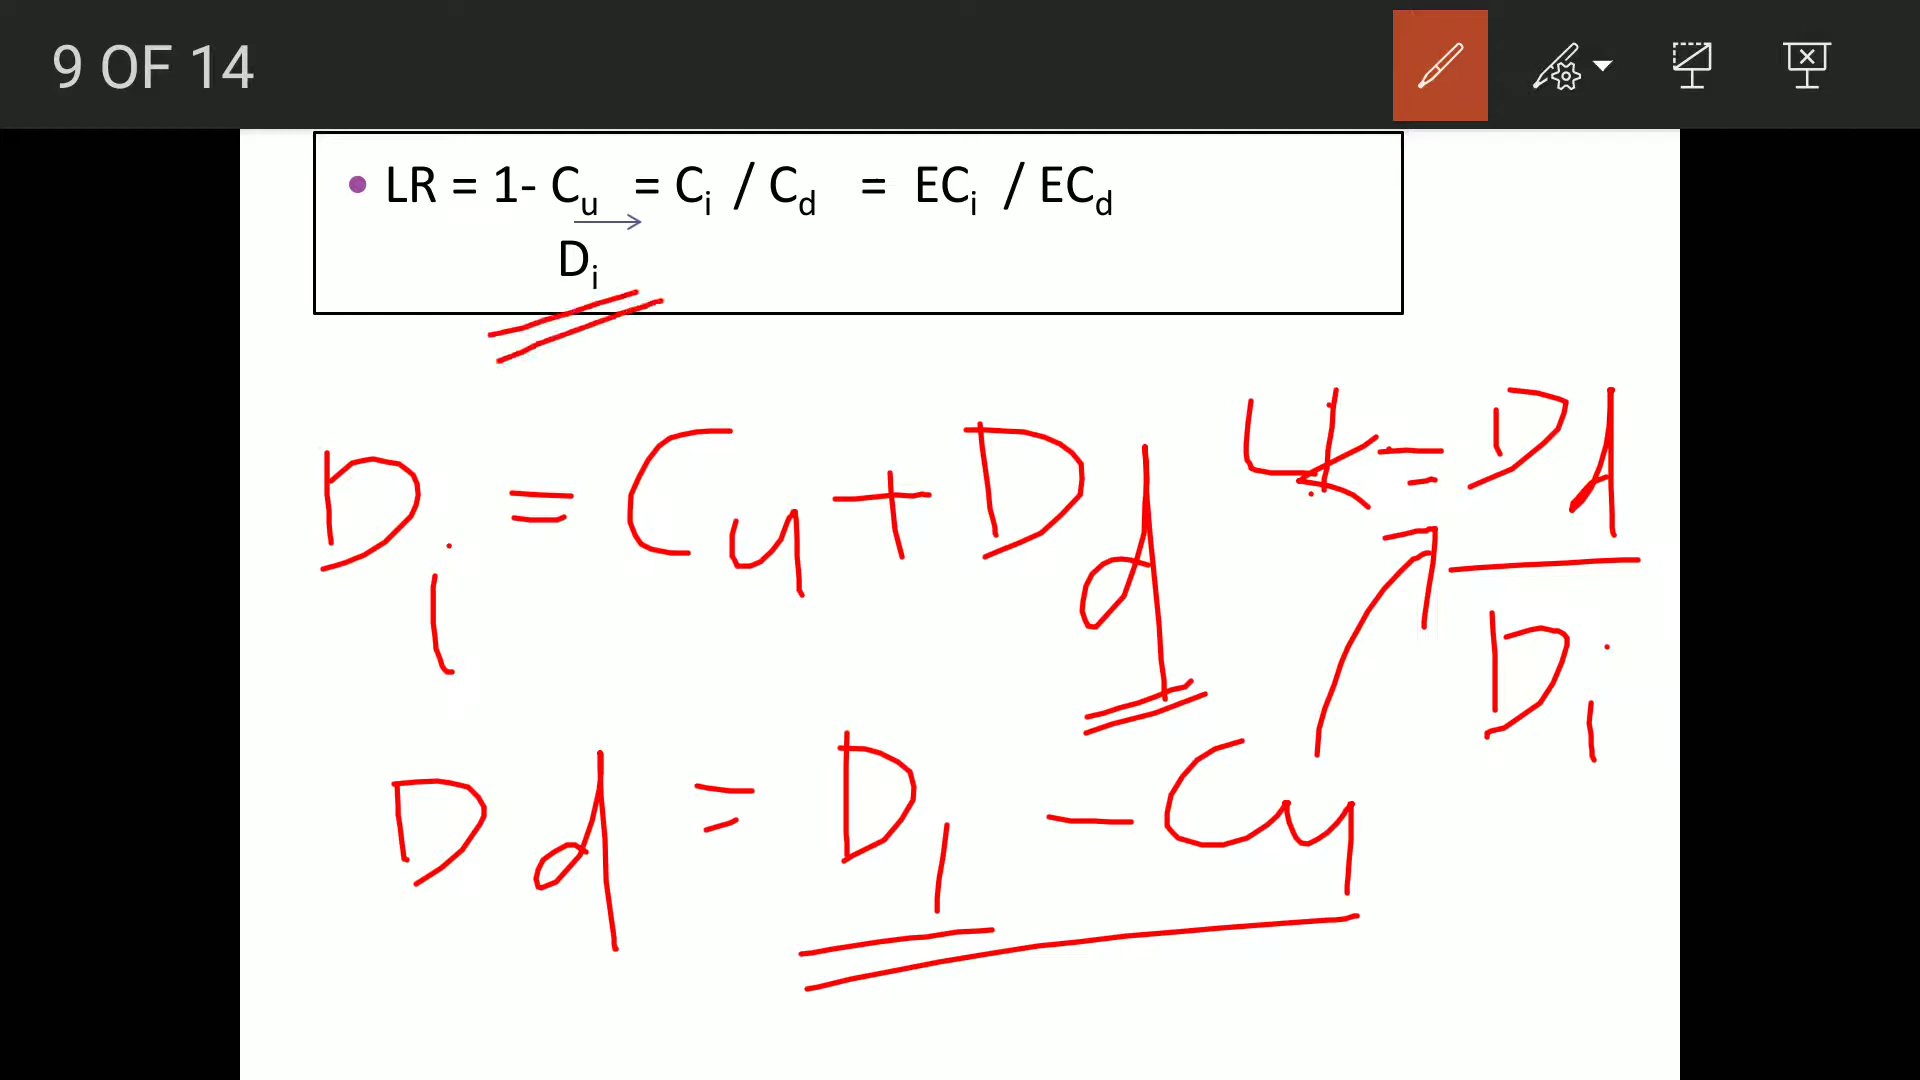 9 OF 14
• LR = 1- Cu = Ci / Cd = ECi / ECd
Di
Di = Cu + Dd
LR = Dd
Di
Dd = Di - Cu